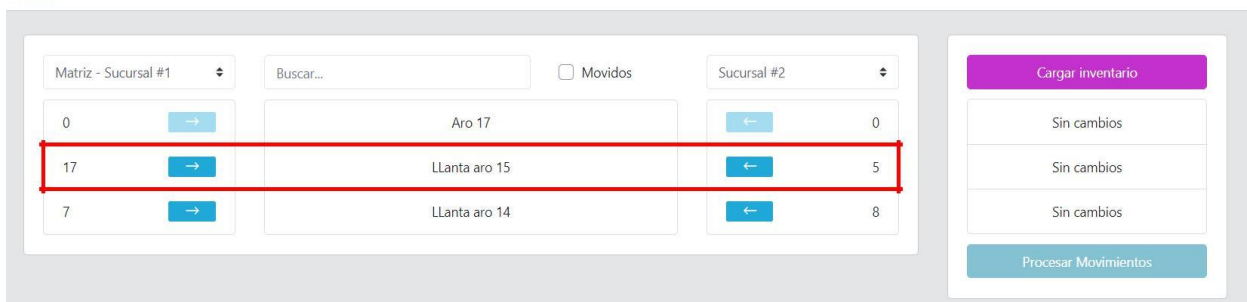 Matriz - Sucursal #1 Buscar... Movidos Sucursal #2 Cargar inventario
0 → Aro 17 ← 0 Sin cambios
17 → LLanta aro 15 ← 5 Sin cambios
7 → LLanta aro 14 ← 8 Sin cambios
Procesar Movimientos